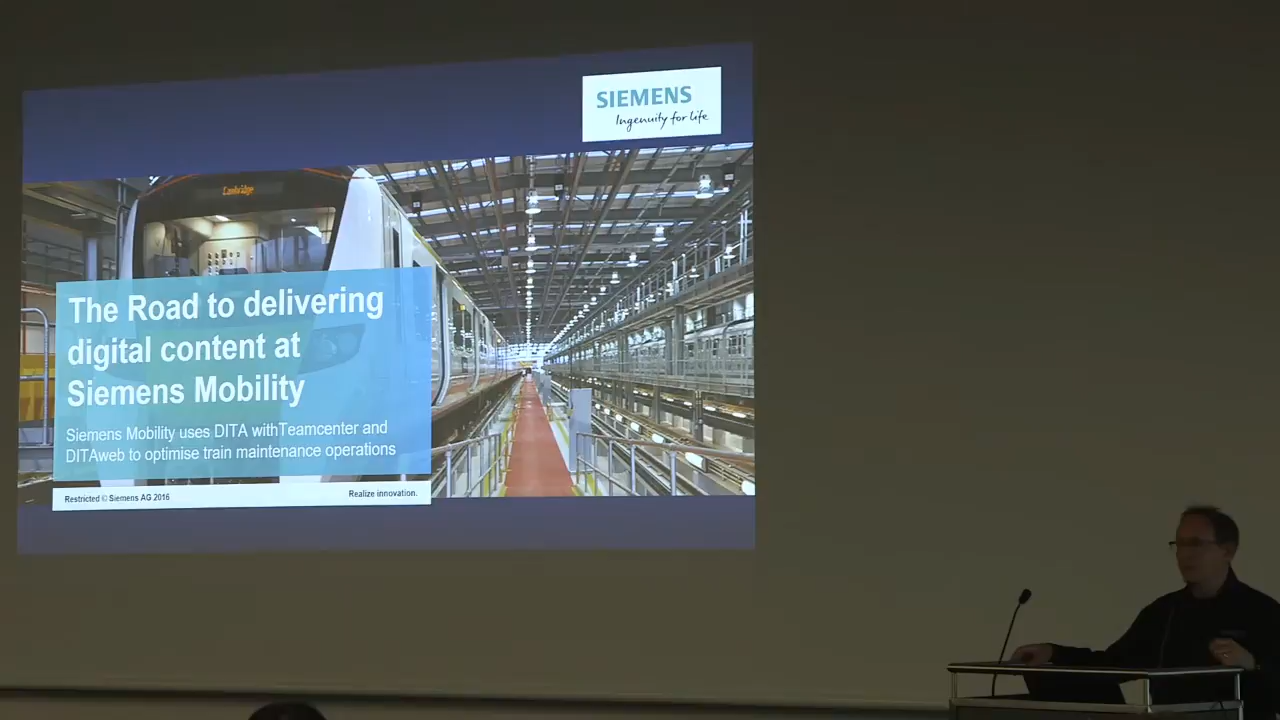 SIEMENS
Ingenuity for life
Cambridge
The Road to delivering
digital content at
Siemens Mobility
Siemens Mobility uses DITA withTeamcenter and
DITAweb to optimise train maintenance operations
Restricted © Siemens AG 2016
Realize innovation.